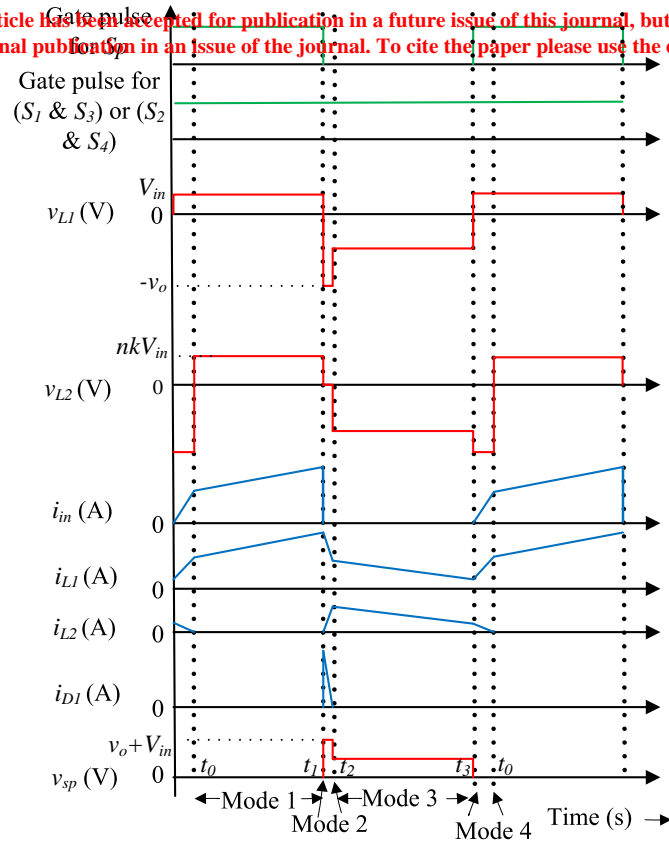 ticle has been accepted for publication in a future issue of this journal, but
nal publication in an issue of the journal. To cite the paper please use the
Gate pulse
for Sp
Gate pulse for
(S1 & S3) or (S2
& S4)
Vin
vL1 (V)
0
-vo
nkVin
vL2 (V)
0
iin (A)
0
iL1 (A)
0
iL2 (A)
0
iD1 (A)
0
vo+Vin
vsp (V)
0
t0
t1
t2
t3
t0
Mode 1
Mode 2
Mode 3
Mode 4
Time (s)